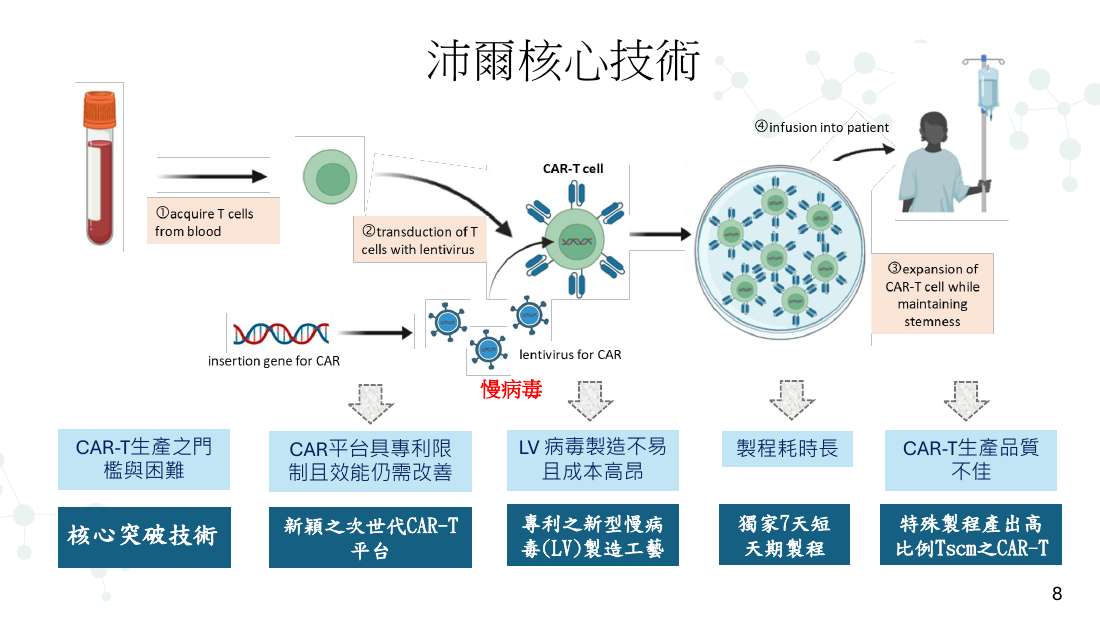 沛爾核心技術
④infusion into patient
CAR-T cell
①acquire T cells
from blood
②transduction of T
cells with lentivirus
③expansion of
CAR-T cell while
maintaining
stemness
insertion gene for CAR
lentivirus for CAR
慢病毒
CAR-T生產之門
檻與困難
CAR平台具專利限
制且效能仍需改善
LV 病毒製造不易
且成本高昂
製程耗時長
CAR-T生產品質
不佳
核心突破技術
新穎之次世代CAR-T
平台
專利之新型慢病
毒(LV)製造工藝
獨家7天短
天期製程
特殊製程產出高
比例Tscm之CAR-T
8